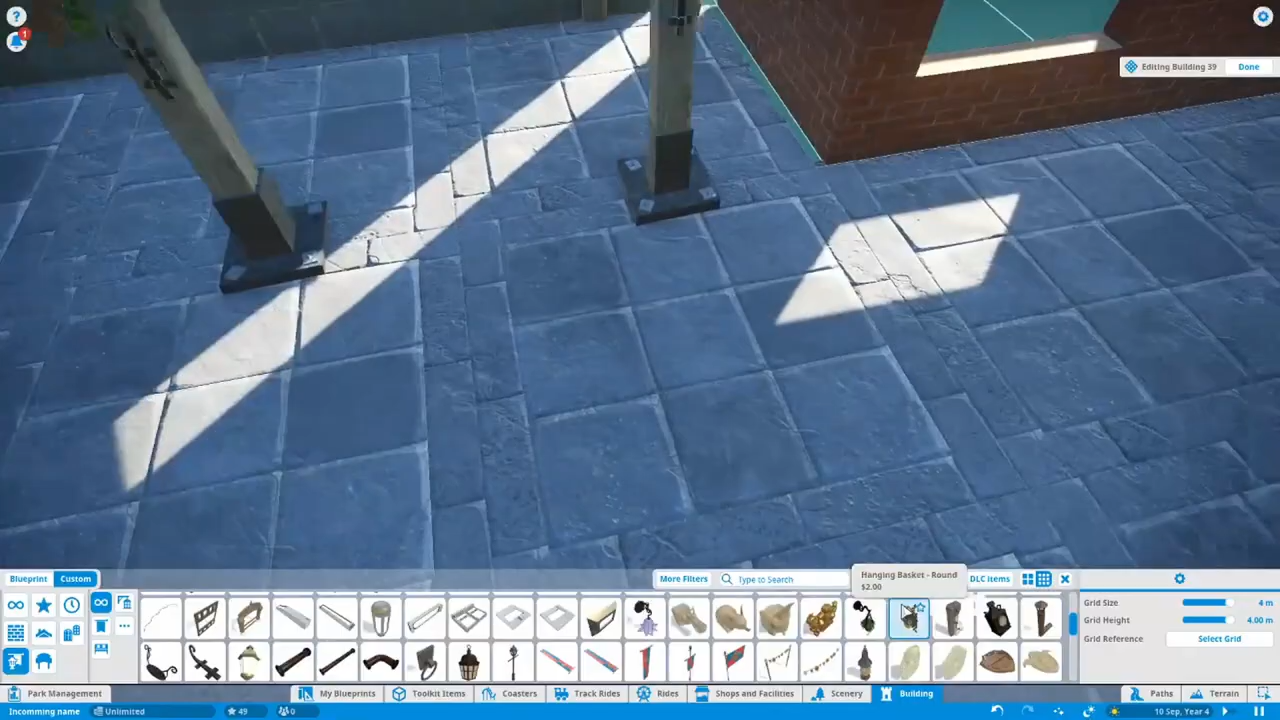 ?
1
Editing Building 39 Done
Hanging Basket - Round
$2.00
Blueprint Custom More Filters Type to Search DLC items
Grid Size 4 m
Grid Height 4.00 m
Grid Reference Select Grid
Park Management My Blueprints Toolkit Items Coasters Track Rides Rides Shops and Facilities Scenery Building Paths Terrain
Incoming name Unlimited 49 0 10 Sep, Year 4